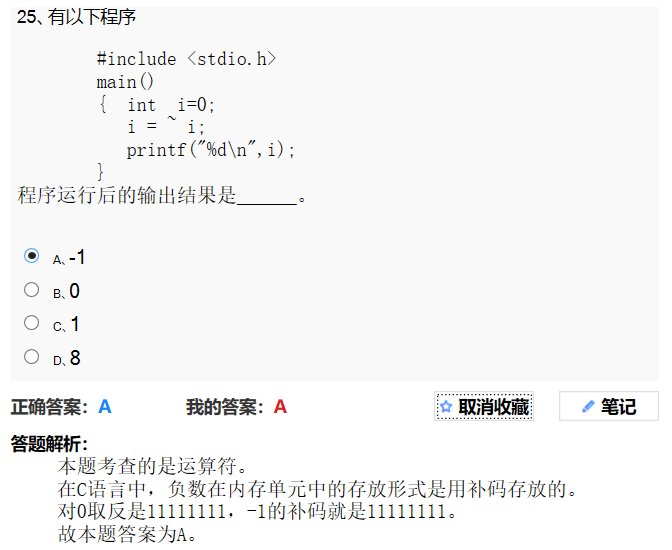 25、有以下程序
#include <stdio.h>
main()
{ int i=0;
i = ~ i;
printf("%d\n",i);
}
程序运行后的输出结果是______。
A、-1
B、0
C、1
D、8
正确答案：A 我的答案：A 取消收藏 笔记
答题解析：
本题考查的是运算符。
在C语言中，负数在内存单元中的存放形式是用补码存放的。
对0取反是11111111，-1的补码就是11111111。
故本题答案为A。